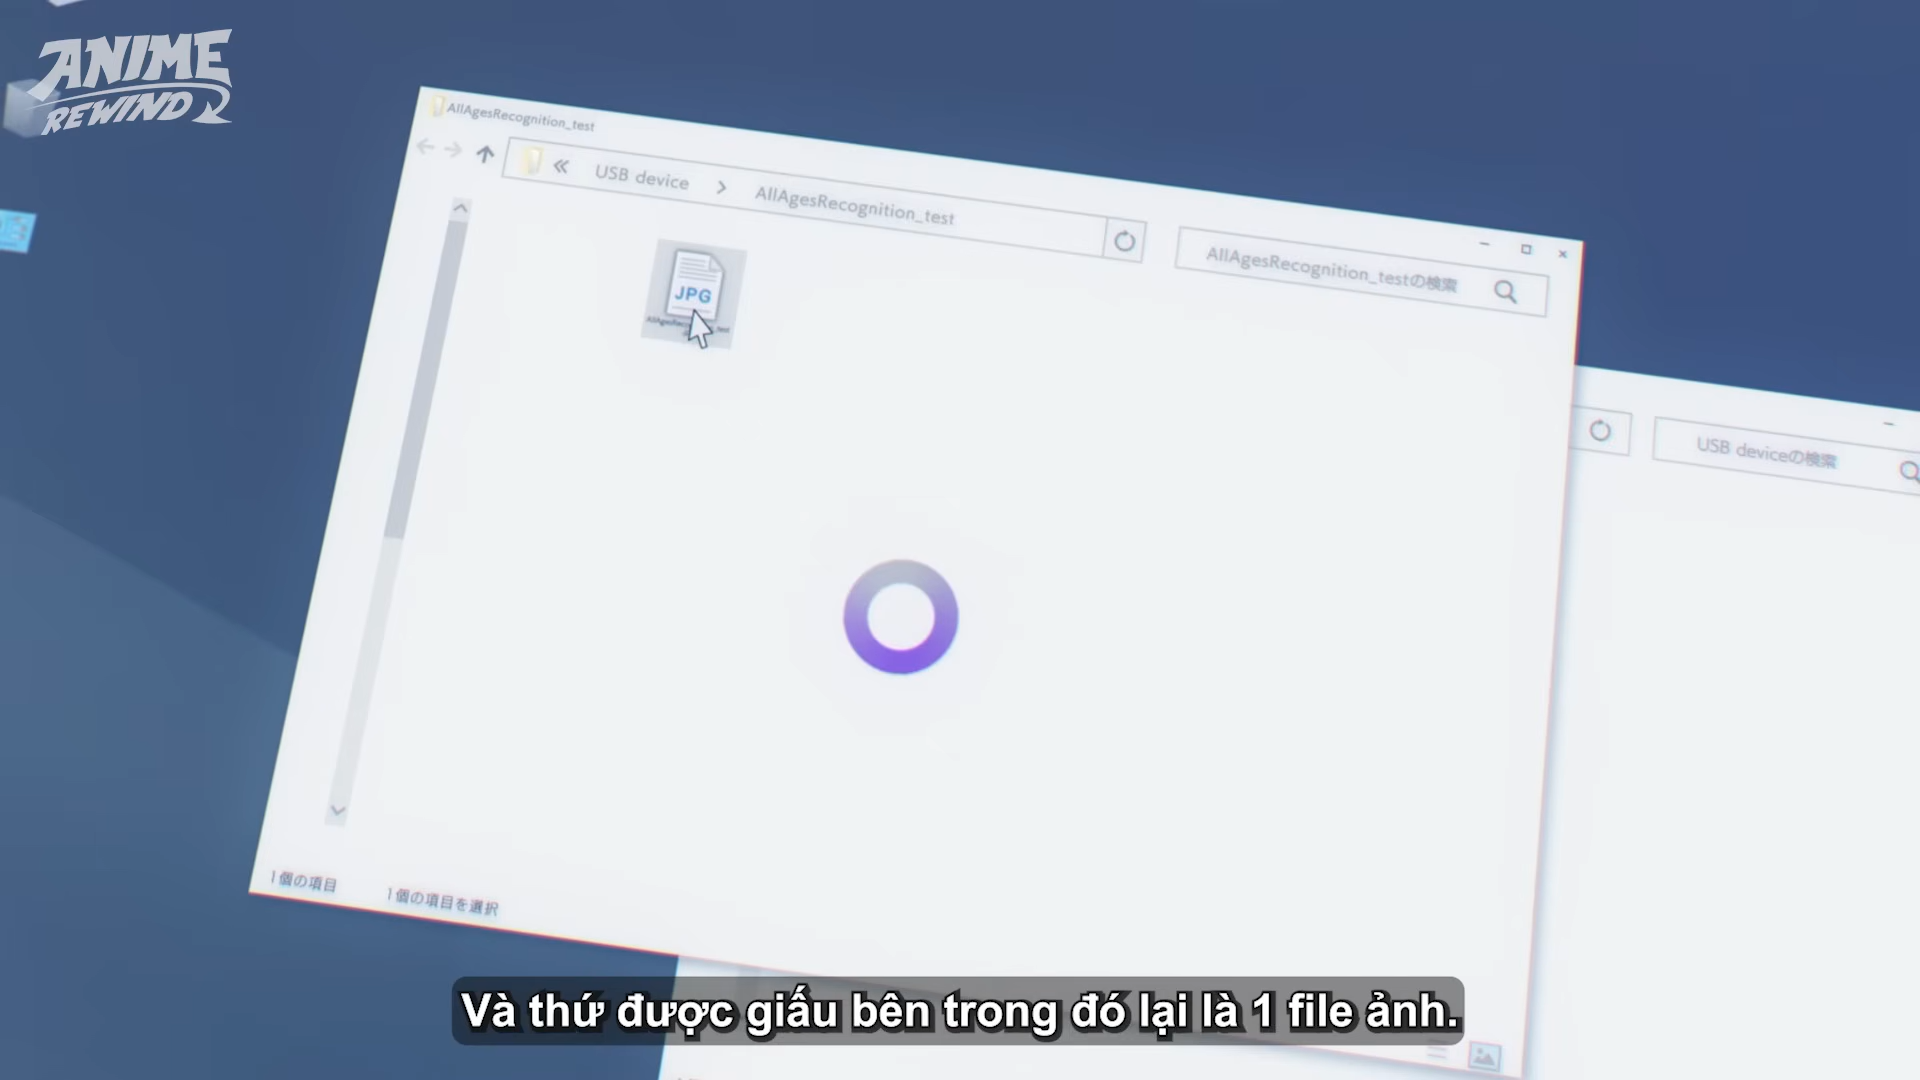 ANIME
REWIND
AllAgesRecognition_test
USB device
AllAgesRecognition_test
AllAgesRecognition_testの検索
JPG
USB deviceの検索
1個の項目
1個の項目を選択
Và thứ được giấu bên trong đó lại là 1 file ảnh.